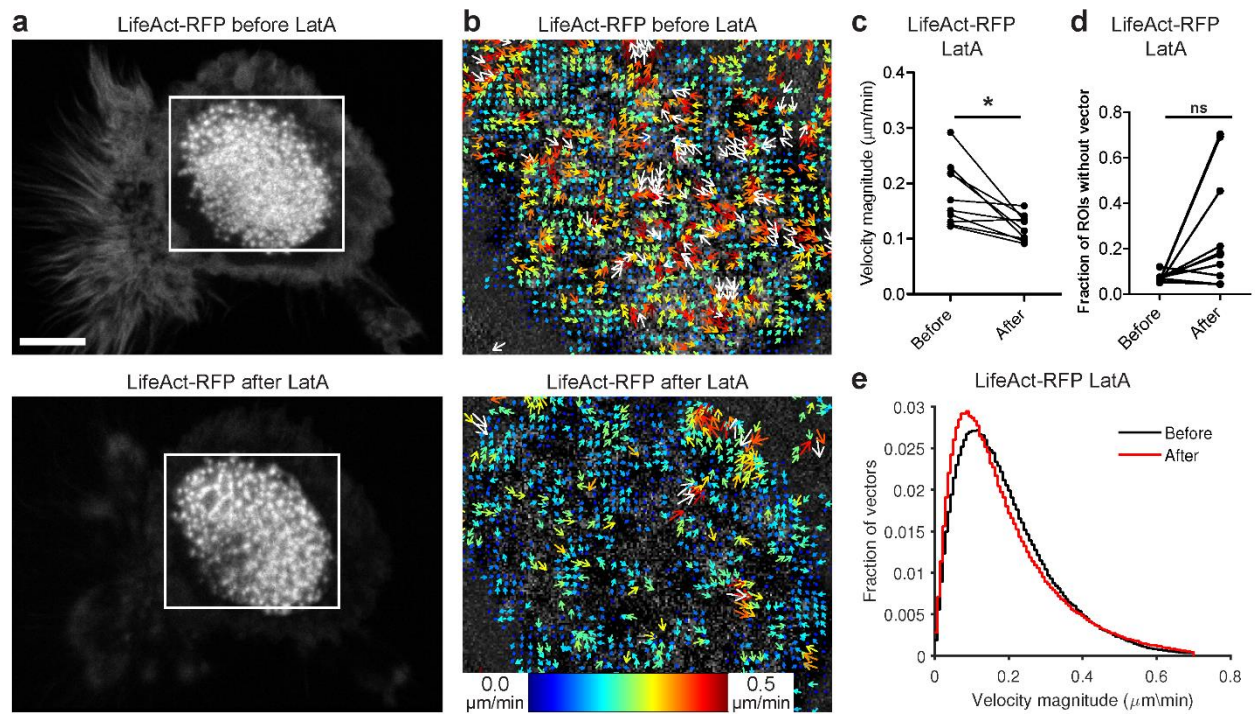 a
LifeAct-RFP before LatA
LifeAct-RFP after LatA
b
LifeAct-RFP before LatA
LifeAct-RFP after LatA
0.0
μm/min
0.5
μm/min
c
LifeAct-RFP
LatA
Velocity magnitude (μm/min)
0.4
0.3
0.2
0.1
0.0
*
Before
After
d
LifeAct-RFP
LatA
Fraction of ROIs without vector
0.8
0.6
0.4
0.2
0.0
ns
Before
After
e
LifeAct-RFP LatA
Fraction of vectors
0.03
0.025
0.02
0.015
0.01
0.005
0
Before
After
0
0.2
0.4
0.6
0.8
Velocity magnitude (μm\min)